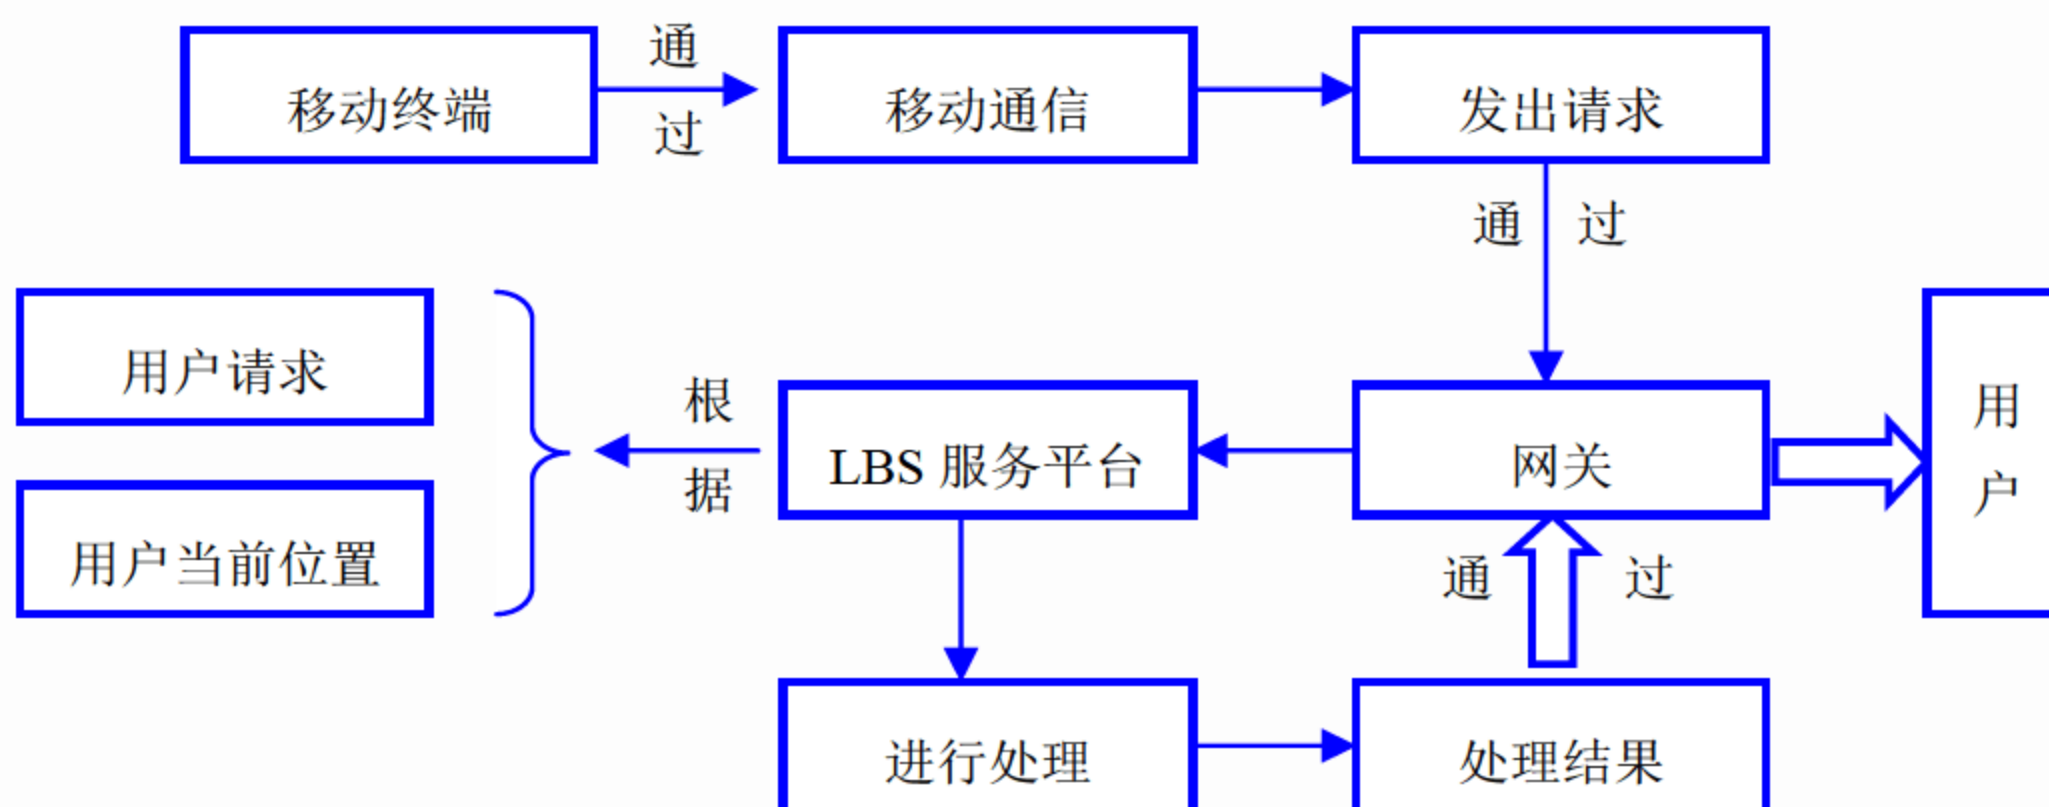 移动终端
通
过
移动通信
发出请求
通 过
用户请求
用户当前位置
根
据
LBS 服务平台
网关
用
户
通 过
进行处理
处理结果